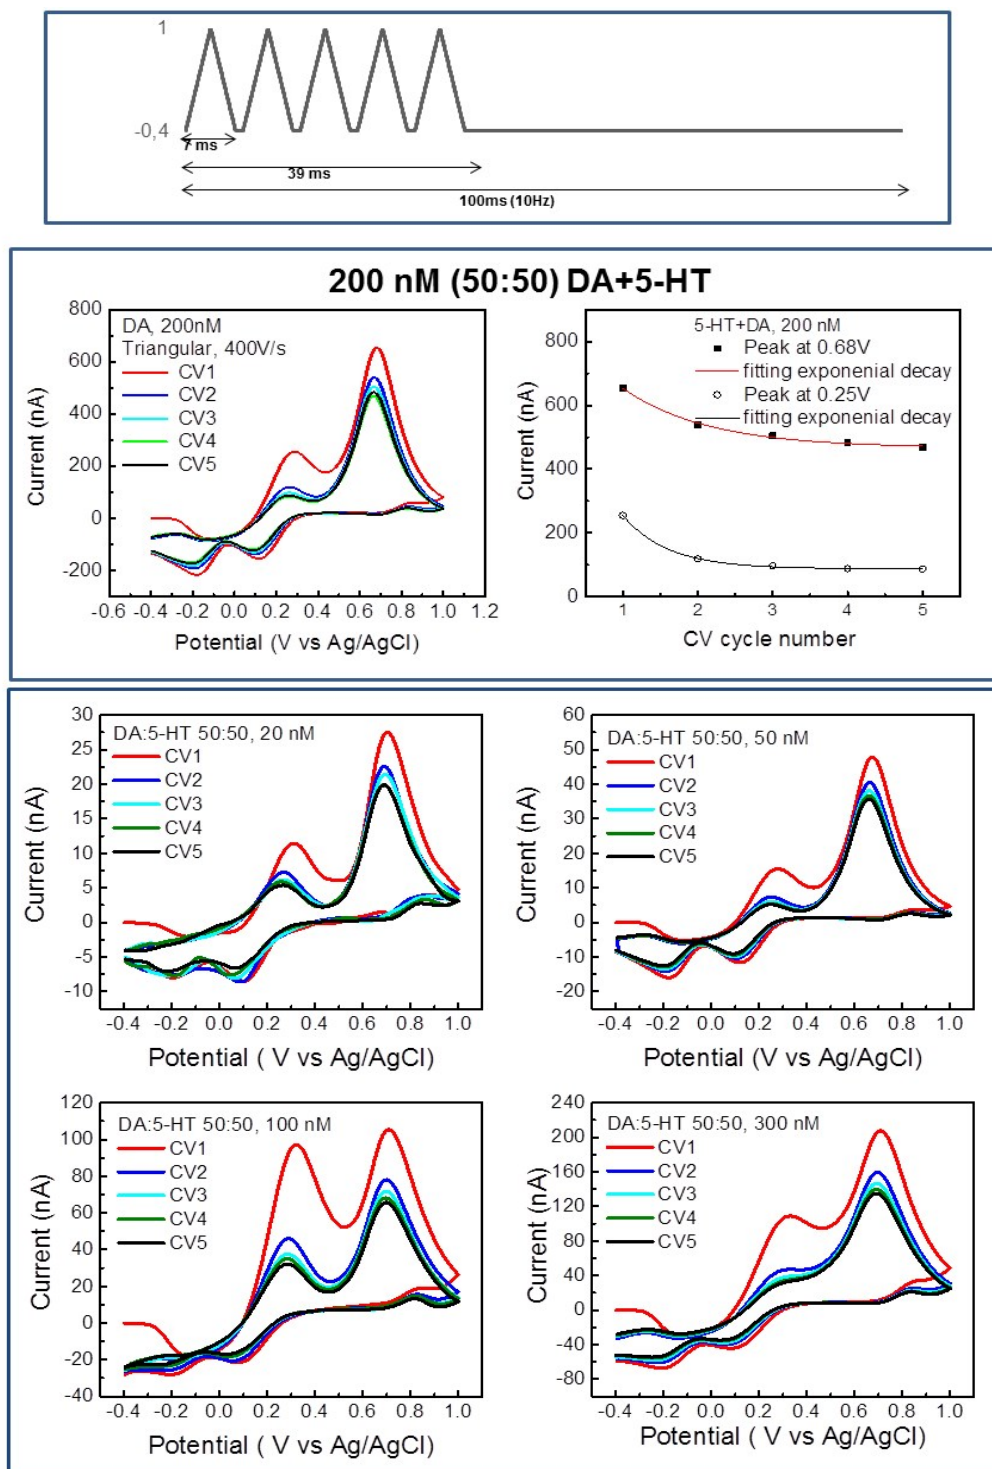 1
-0,4
7 ms
39 ms
100ms (10Hz)
200 nM (50:50) DA+5-HT
800
600
400
200
0
-200
Current (nA)
DA, 200nM
Triangular, 400V/s
CV1
CV2
CV3
CV4
CV5
-0.6 -0.4 -0.2 0.0 0.2 0.4 0.6 0.8 1.0 1.2
Potential (V vs Ag/AgCl)
800
600
400
200
0
Current (nA)
5-HT+DA, 200 nM
Peak at 0.68V
fitting exponenial decay
Peak at 0.25V
fitting exponenial decay
1 2 3 4 5
CV cycle number
30
25
20
15
10
5
0
-5
-10
Current (nA)
DA:5-HT 50:50, 20 nM
CV1
CV2
CV3
CV4
CV5
-0.4 -0.2 0.0 0.2 0.4 0.6 0.8 1.0
Potential ( V vs Ag/AgCl)
60
50
40
30
20
10
0
-10
-20
Current (nA)
DA:5-HT 50:50, 50 nM
CV1
CV2
CV3
CV4
CV5
-0.4 -0.2 0.0 0.2 0.4 0.6 0.8 1.0
Potential (V vs Ag/AgCl)
120
100
80
60
40
20
0
-20
-40
Current (nA)
DA:5-HT 50:50, 100 nM
CV1
CV2
CV3
CV4
CV5
-0.4 -0.2 0.0 0.2 0.4 0.6 0.8 1.0
Potential ( V vs Ag/AgCl)
240
200
160
120
80
40
0
-40
-80
Current (nA)
DA:5-HT 50:50, 300 nM
CV1
CV2
CV3
CV4
CV5
-0.4 -0.2 0.0 0.2 0.4 0.6 0.8 1.0
Potential ( V vs Ag/AgCl)